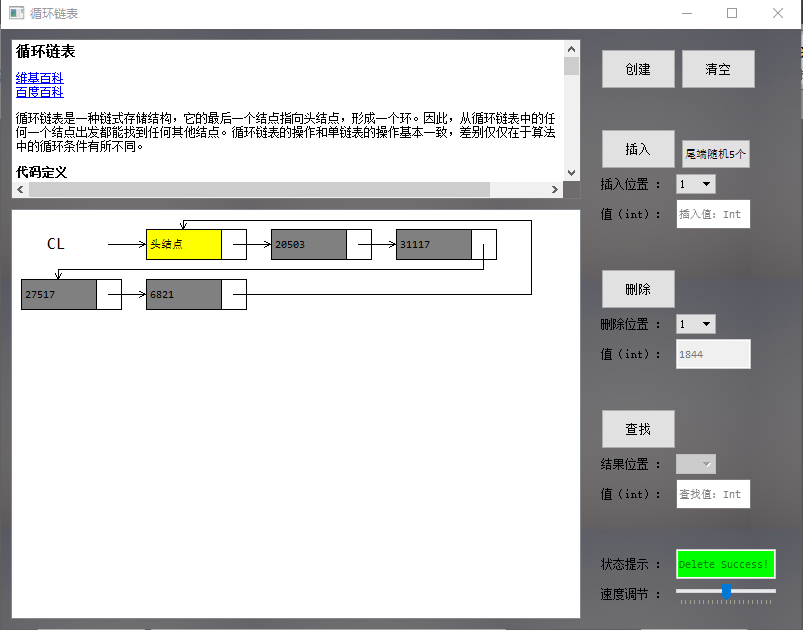 循环链表
循环链表
维基百科
百度百科
循环链表是一种链式存储结构，它的最后一个结点指向头结点，形成一个环。因此，从循环链表中的任
何一个结点出发都能找到任何其他结点。循环链表的操作和单链表的操作基本一致，差别仅仅在于算法
中的循环条件有所不同。
代码定义
CL 头结点 20503 31117
27517 6821
创建 清空
插入 尾端随机5个
插入位置 : 1
值（int）: 插入值: Int
删除
删除位置 : 1
值（int）: 1844
查找
结果位置 :
值（int）: 查找值: Int
状态提示 : Delete Success!
速度调节 :